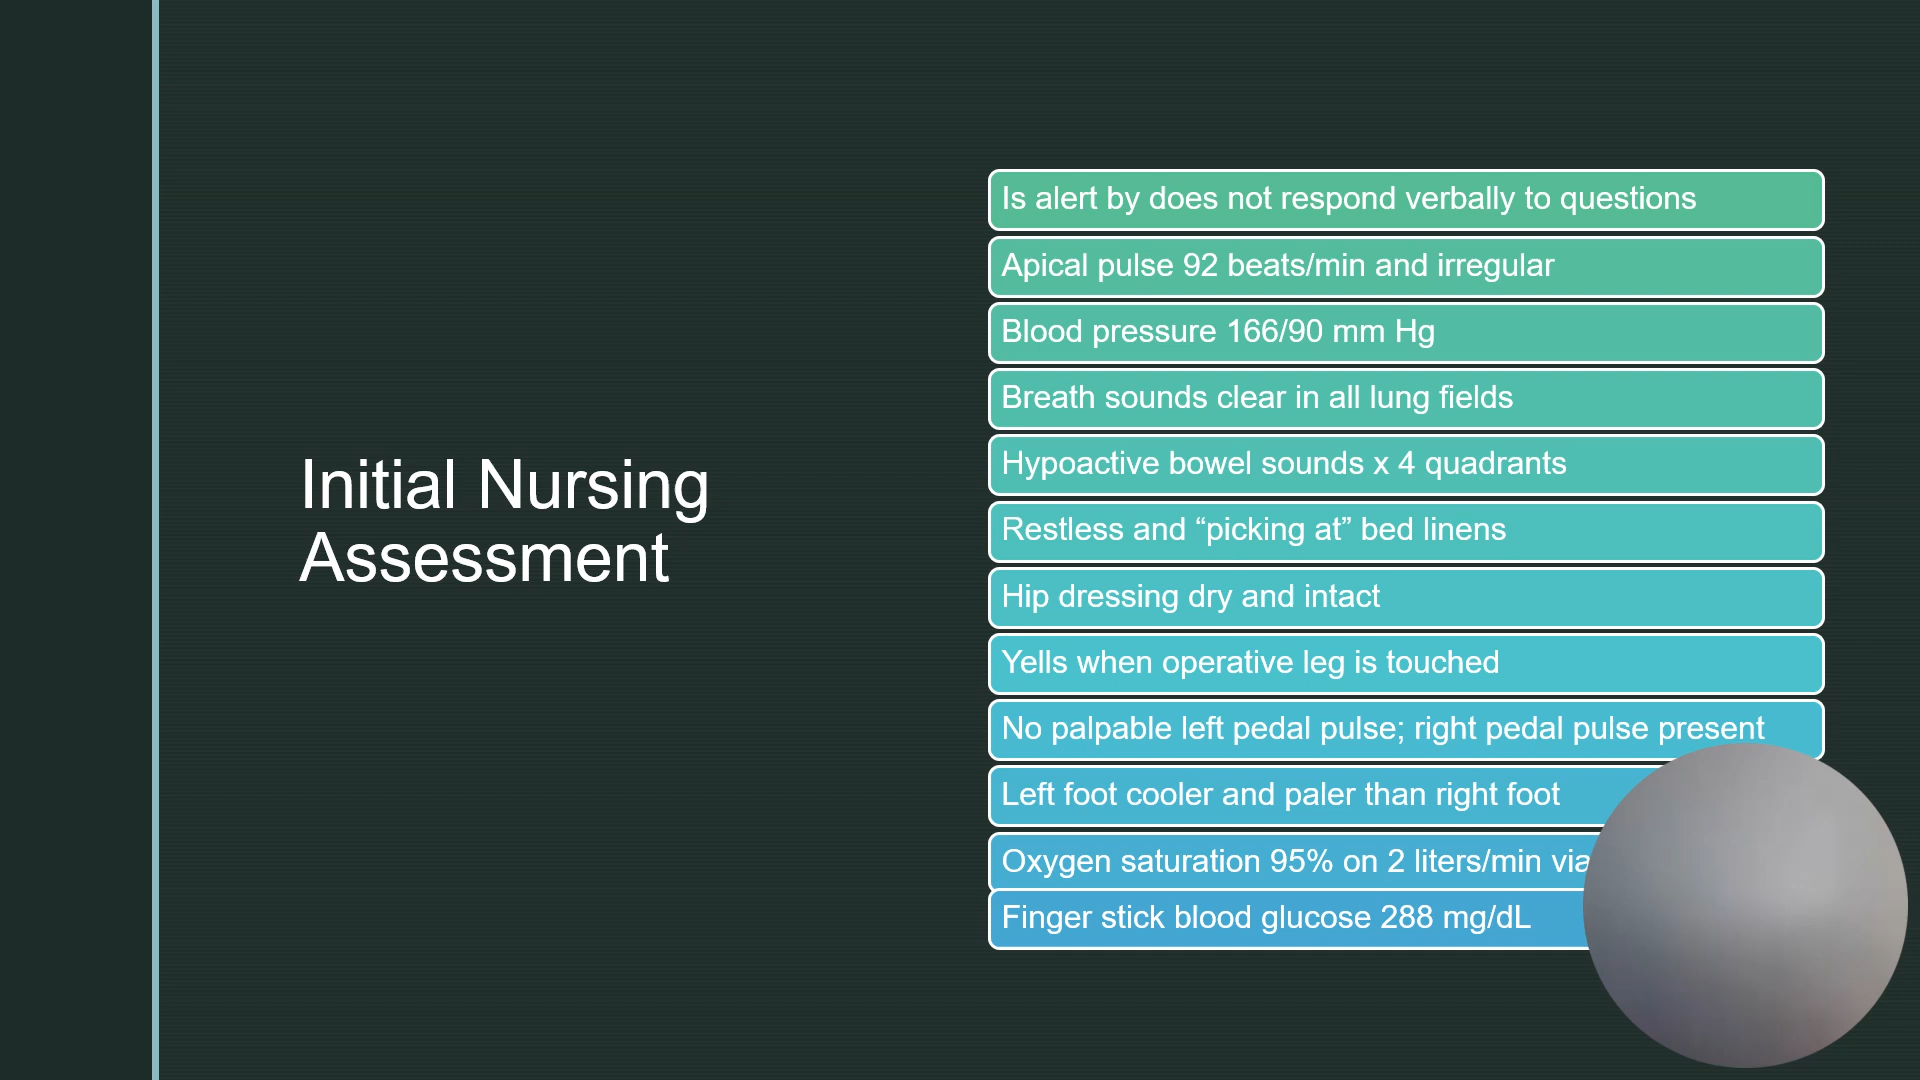 Initial Nursing
Assessment
Is alert by does not respond verbally to questions
Apical pulse 92 beats/min and irregular
Blood pressure 166/90 mm Hg
Breath sounds clear in all lung fields
Hypoactive bowel sounds x 4 quadrants
Restless and “picking at” bed linens
Hip dressing dry and intact
Yells when operative leg is touched
No palpable left pedal pulse; right pedal pulse present
Left foot cooler and paler than right foot
Oxygen saturation 95% on 2 liters/min via
Finger stick blood glucose 288 mg/dL